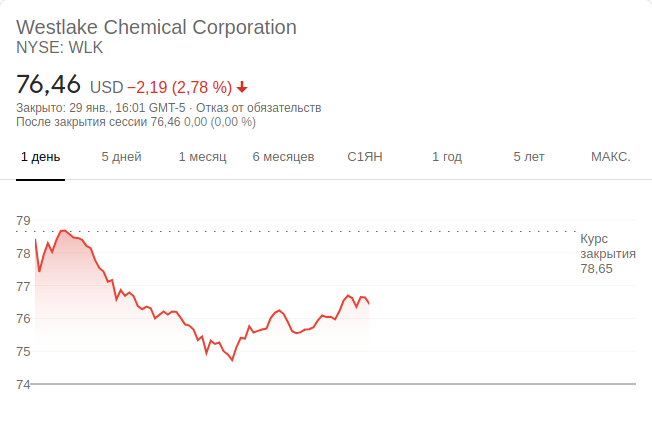 Westlake Chemical Corporation
NYSE: WLK
76,46 USD −2,19 (2,78 %)
Закрыто: 29 янв., 16:01 GMT-5 · Отказ от обязательств
После закрытия сессии 76,46 0,00 (0,00 %)
1 день 5 дней 1 месяц 6 месяцев С1ЯН 1 год 5 лет МАКС.
79
78
77
76
75
74
Курс
закрытия
78,65